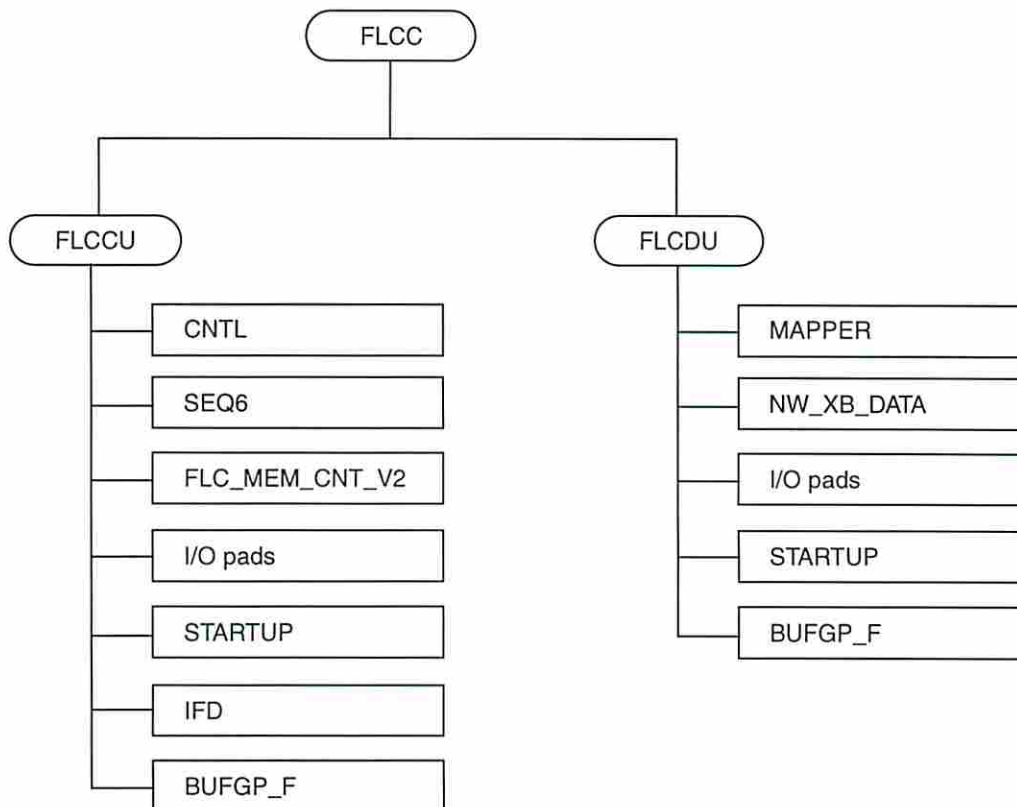 FLCC
FLCCU
CNTL
SEQ6
FLC_MEM_CNT_V2
I/O pads
STARTUP
IFD
BUFGP_F
FLCDU
MAPPER
NW_XB_DATA
I/O pads
STARTUP
BUFGP_F